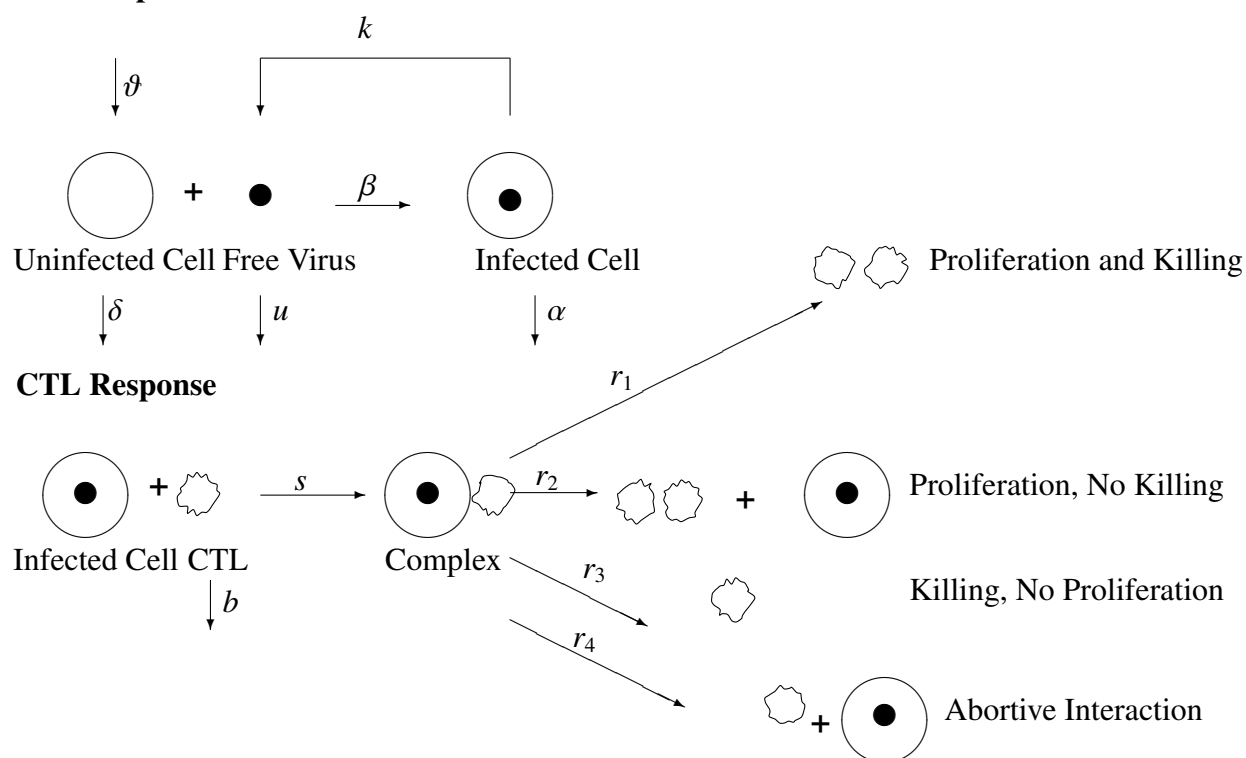 k
ϑ
+ β
Uninfected Cell Free Virus Infected Cell Proliferation and Killing
δ u α
CTL Response r₁
+ s r₂ + Proliferation, No Killing
Infected Cell CTL Complex
b r₃ Killing, No Proliferation
r₄
+ Abortive Interaction